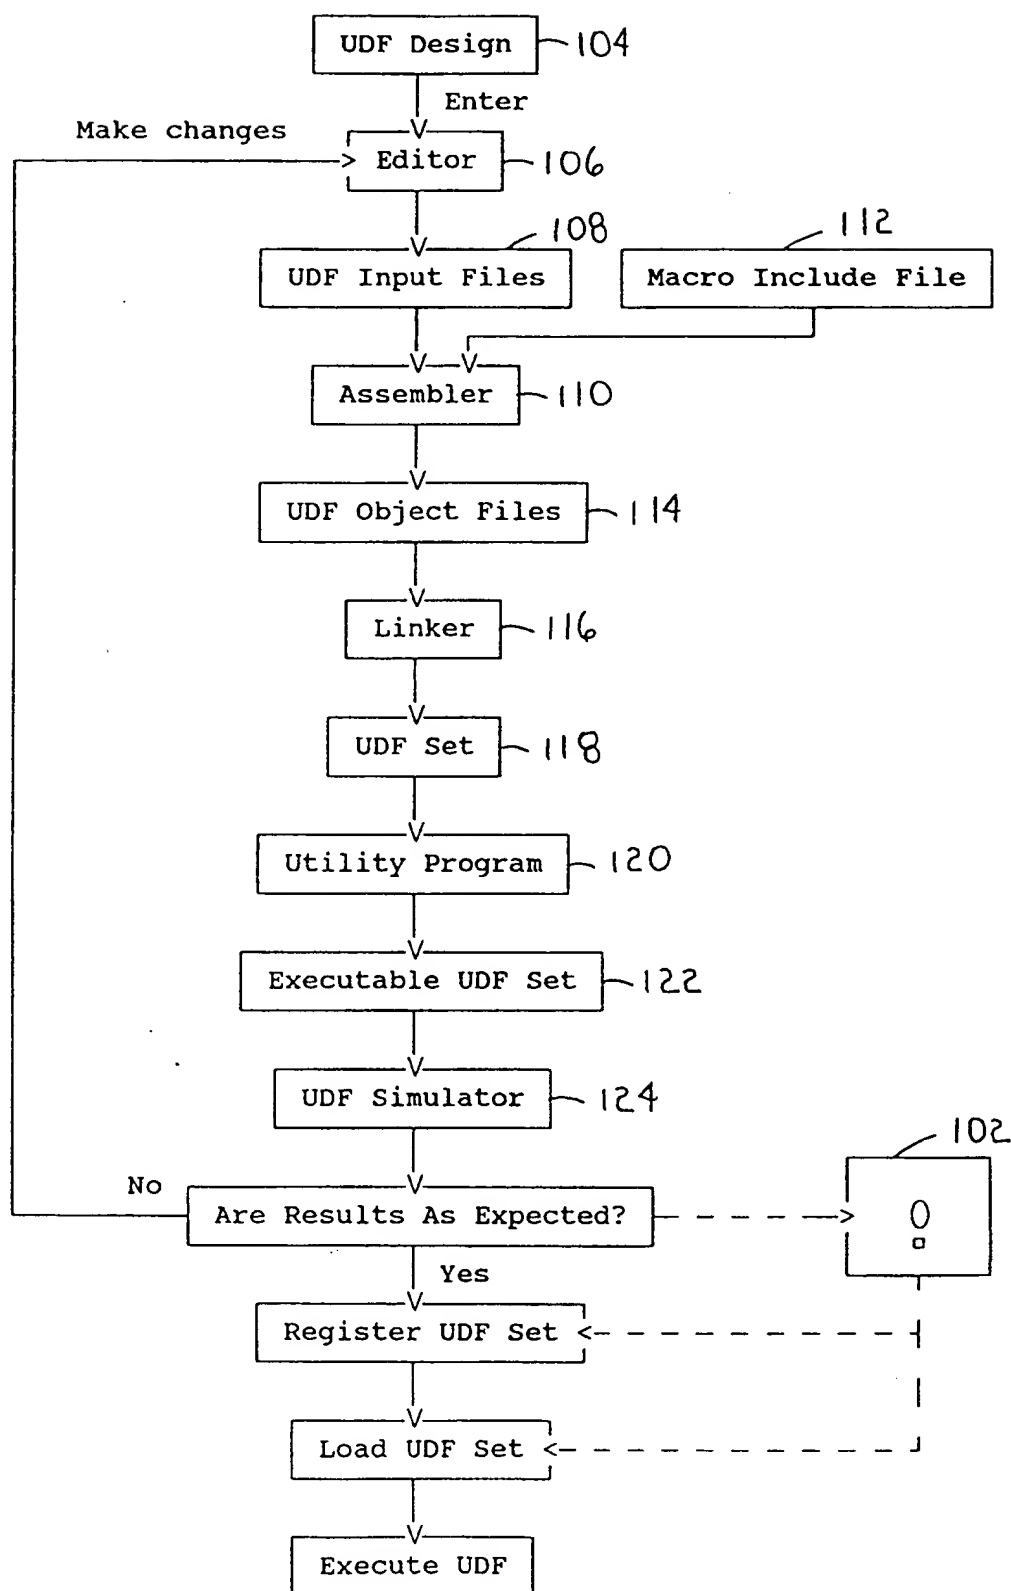 UDF Design 104
Enter
Make changes
Editor 106
108
112
UDF Input Files
Macro Include File
Assembler 110
UDF Object Files 114
Linker 116
UDF Set 118
Utility Program 120
Executable UDF Set 122
UDF Simulator 124
102
No
Are Results As Expected?
Yes
Register UDF Set
Load UDF Set
Execute UDF